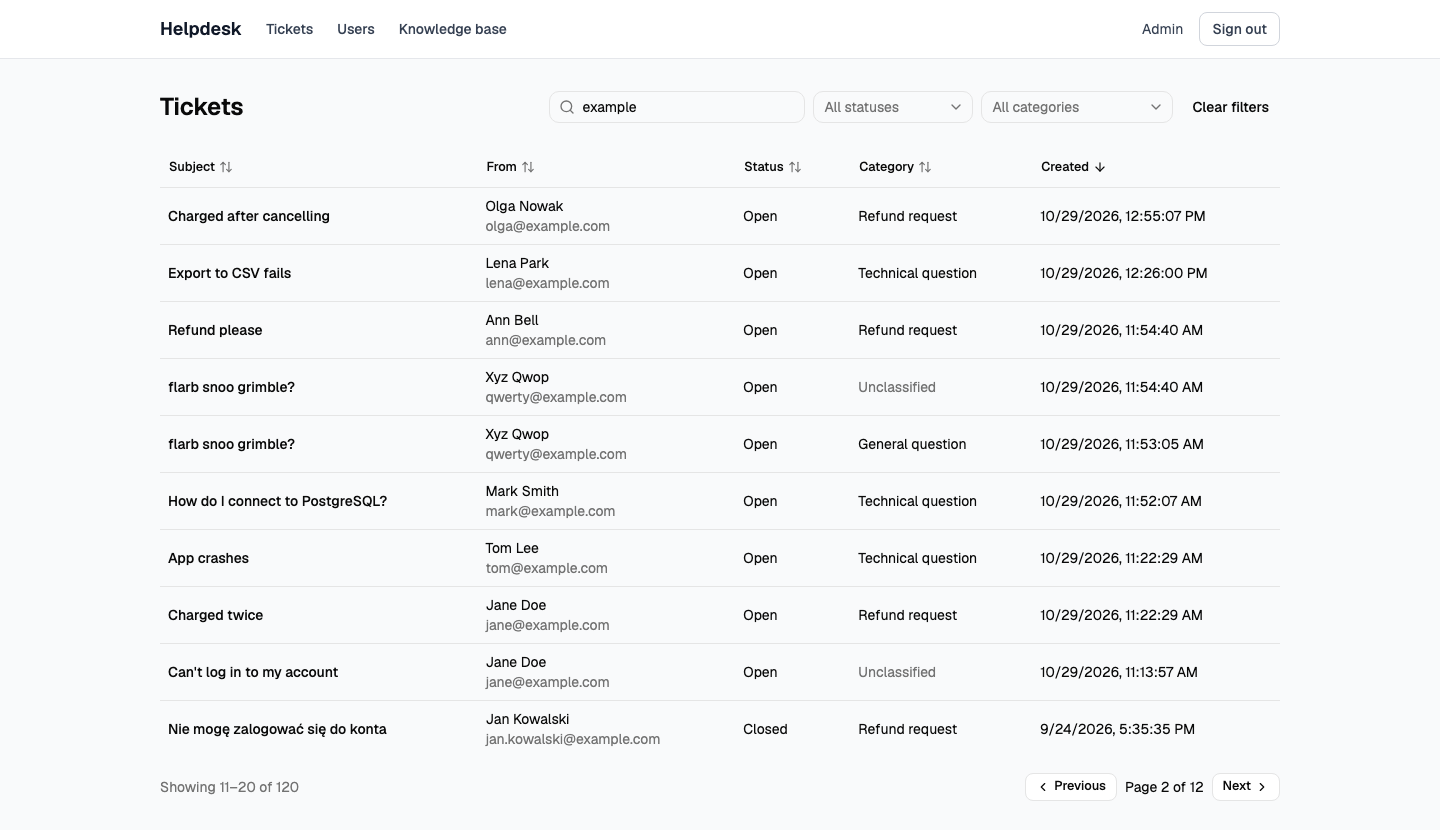 Helpdesk Tickets Users Knowledge base Admin Sign out
Tickets example All statuses All categories Clear filters
Subject From Status Category Created
Charged after cancelling Olga Nowak olga@example.com Open Refund request 10/29/2026, 12:55:07 PM
Export to CSV fails Lena Park lena@example.com Open Technical question 10/29/2026, 12:26:00 PM
Refund please Ann Bell ann@example.com Open Refund request 10/29/2026, 11:54:40 AM
flarb snoo grimble? Xyz Qwop qwerty@example.com Open Unclassified 10/29/2026, 11:54:40 AM
flarb snoo grimble? Xyz Qwop qwerty@example.com Open General question 10/29/2026, 11:53:05 AM
How do I connect to PostgreSQL? Mark Smith mark@example.com Open Technical question 10/29/2026, 11:52:07 AM
App crashes Tom Lee tom@example.com Open Technical question 10/29/2026, 11:22:29 AM
Charged twice Jane Doe jane@example.com Open Refund request 10/29/2026, 11:22:29 AM
Can't log in to my account Jane Doe jane@example.com Open Unclassified 10/29/2026, 11:13:57 AM
Nie mogę zalogować się do konta Jan Kowalski jan.kowalski@example.com Closed Refund request 9/24/2026, 5:35:35 PM
Showing 11–20 of 120 Previous Page 2 of 12 Next